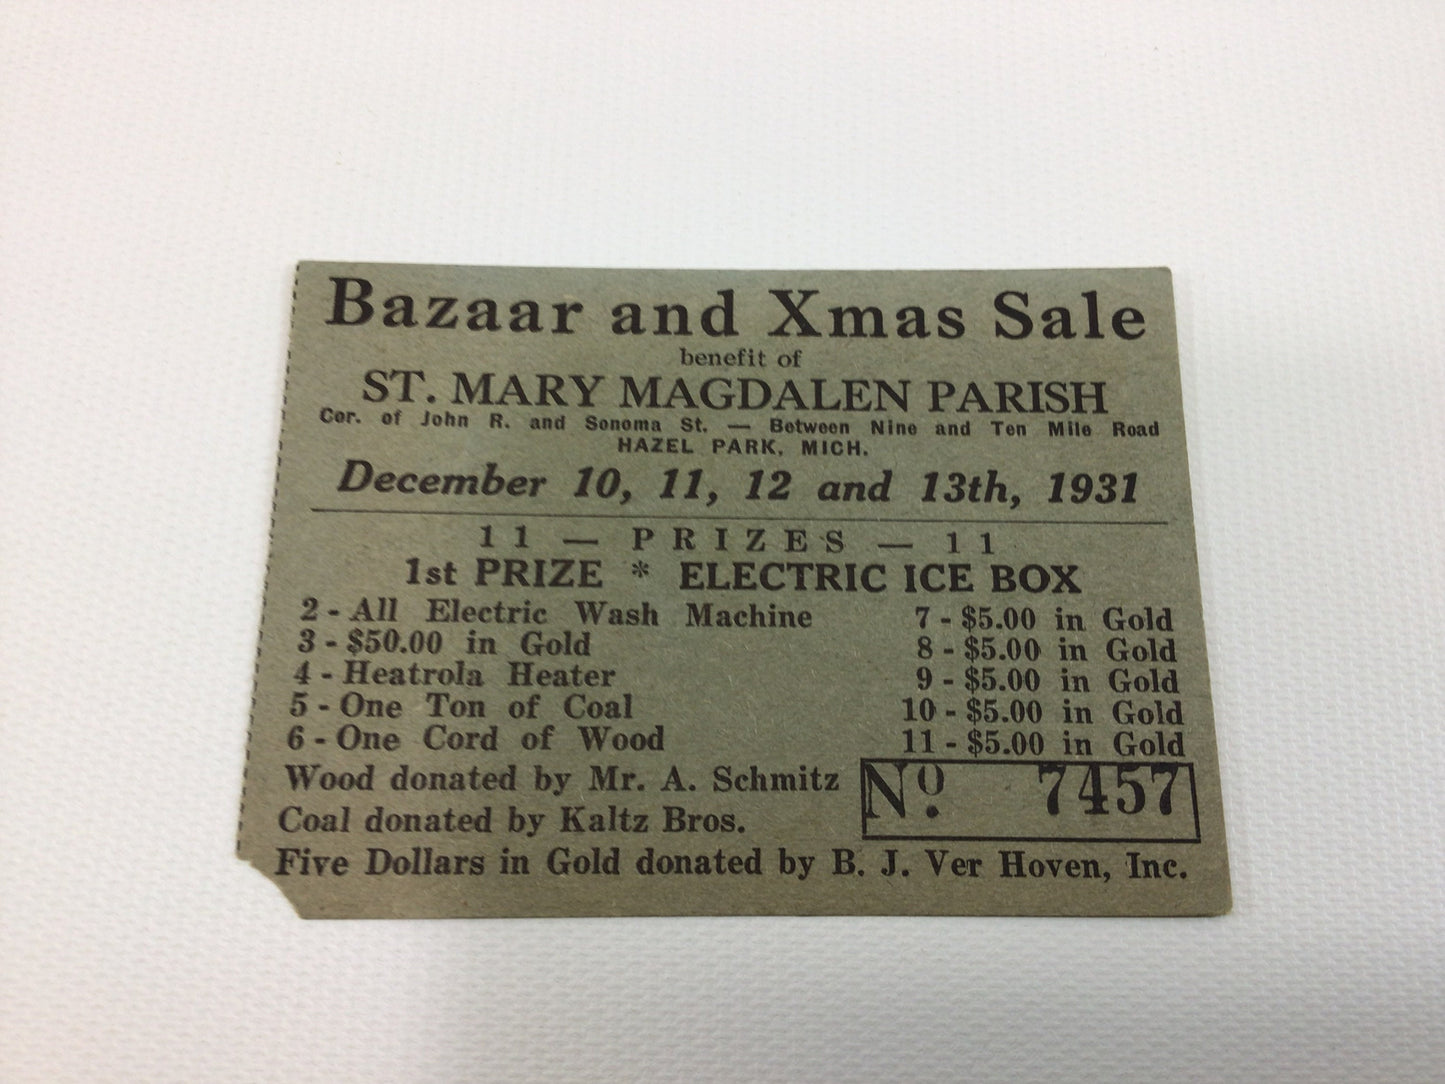 Bazaar and Xmas Sale
benefit of
ST. MARY MAGDALEN PARISH
Cor. of John R. and Sonoma St. — Between Nine and Ten Mile Road
HAZEL PARK, MICH.
December 10, 11, 12 and 13th, 1931
11 — PRIZES — 11
1st PRIZE * ELECTRIC ICE BOX
2 - All Electric Wash Machine
3 - $50.00 in Gold
4 - Heatrola Heater
5 - One Ton of Coal
6 - One Cord of Wood
7 - $5.00 in Gold
8 - $5.00 in Gold
9 - $5.00 in Gold
10 - $5.00 in Gold
11 - $5.00 in Gold
Wood donated by Mr. A. Schmitz
Coal donated by Kaltz Bros.
No. 7457
Five Dollars in Gold donated by B. J. Ver Hoven, Inc.